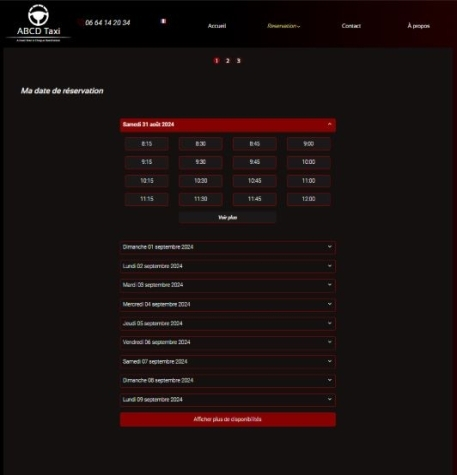 ABCD Taxi
06 64 14 20 34
Accueil
Reservation
Contact
À propos
1 2 3
Ma date de réservation
Samedi 31 août 2024
8:15 8:30 8:45 9:00
9:15 9:30 9:45 10:00
10:15 10:30 10:45 11:00
11:15 11:30 11:45 12:00
Voir plus
Dimanche 01 septembre 2024
Lundi 02 septembre 2024
Mardi 03 septembre 2024
Mercredi 04 septembre 2024
Jeudi 05 septembre 2024
Vendredi 06 septembre 2024
Samedi 07 septembre 2024
Dimanche 08 septembre 2024
Lundi 09 septembre 2024
Afficher plus de disponibilités